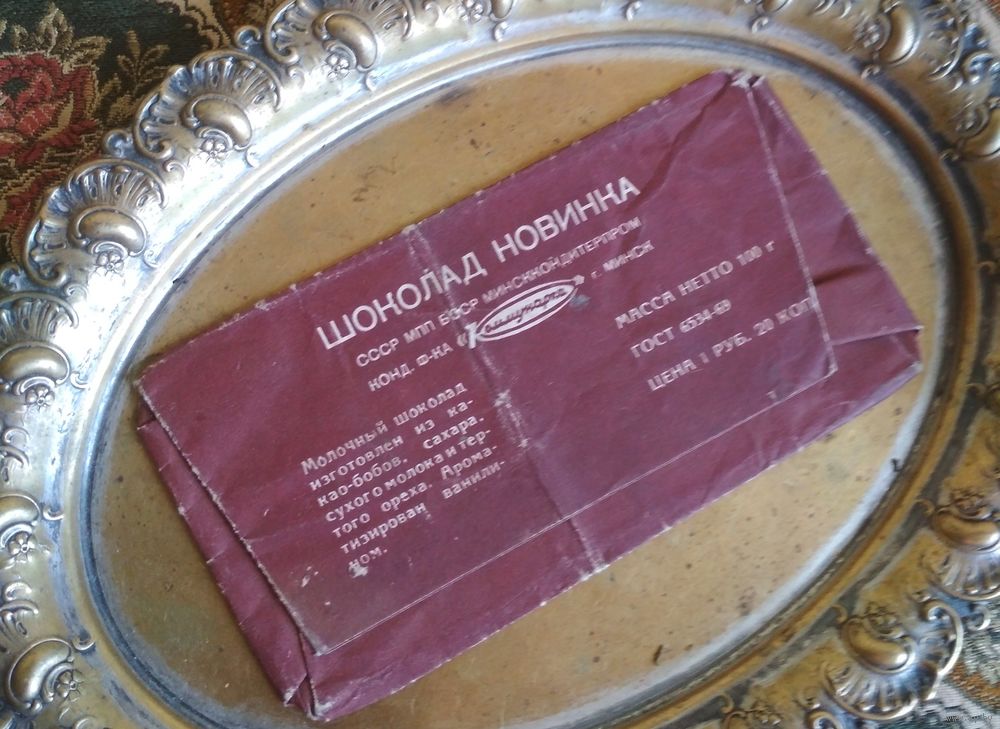 ШОКОЛАД НОВИНКА
СССР МПП БССР МИНСККОНДИТЕРПРОМ
КОНД. Ф-КА «Коммунарка» г. МИНСК
Молочный шоколад
изготовлен из ка-
као-бобов, сахара,
сухого молока и тер-
того ореха. Арома-
тизирован ванили-
ном.
МАССА НЕТТО 100 г
ГОСТ 6534-69
ЦЕНА 1 РУБ. 20 КОП